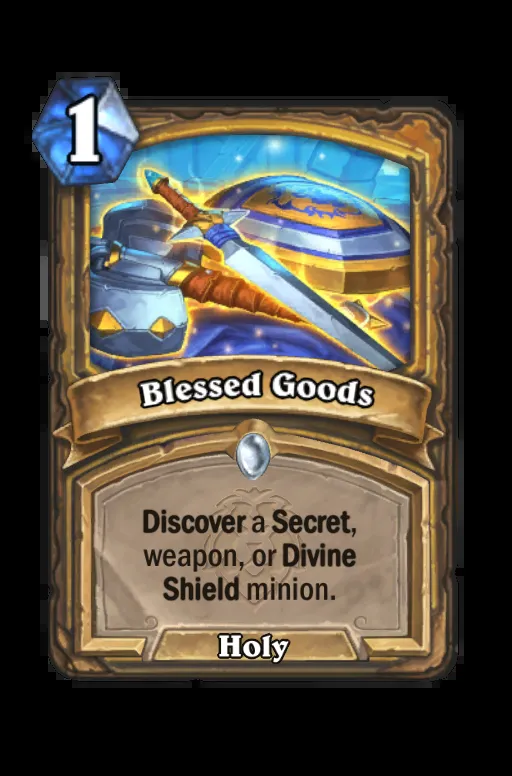 1
Blessed Goods
Discover a Secret,
weapon, or Divine
Shield minion.
Holy